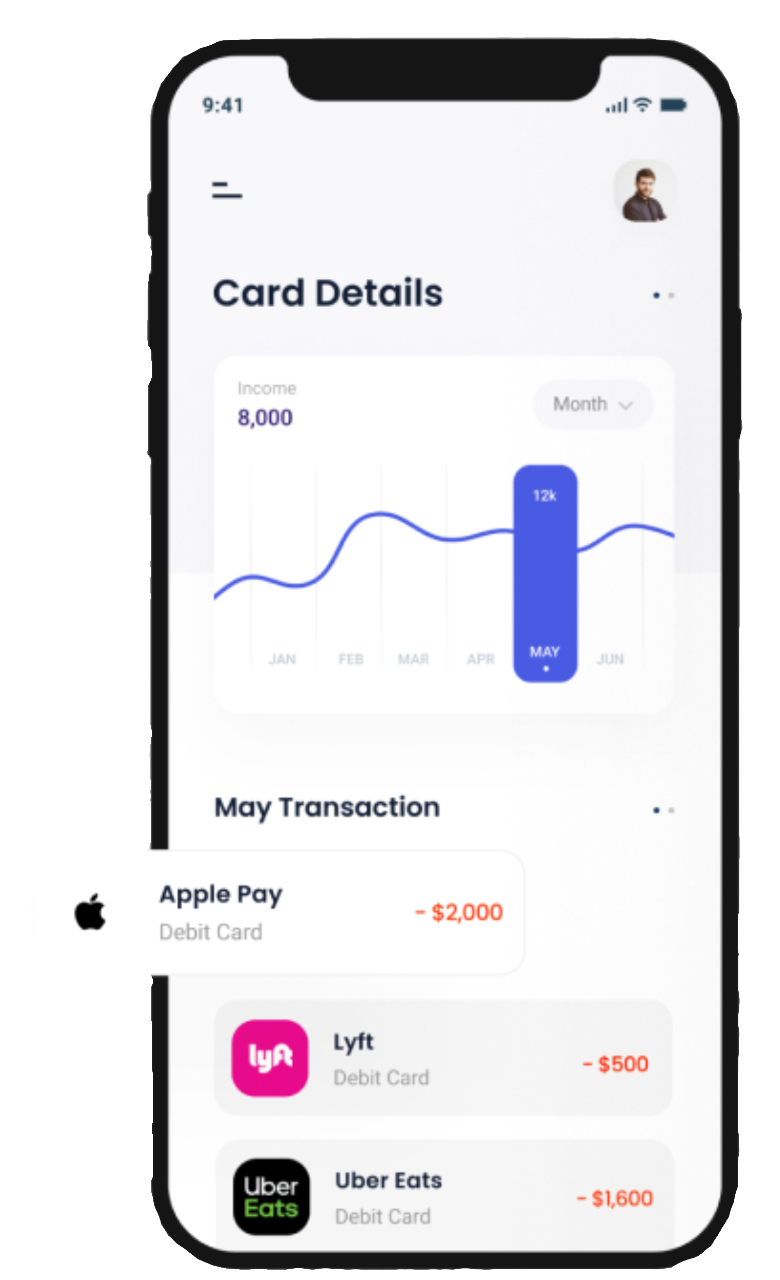 9:41
Card Details
Income
8,000
Month
12k
JAN FEB MAR APR MAY JUN
May Transaction
Apple Pay
Debit Card
- $2,000
lyft
Lyft
Debit Card
- $500
Uber
Eats
Uber Eats
Debit Card
- $1,600